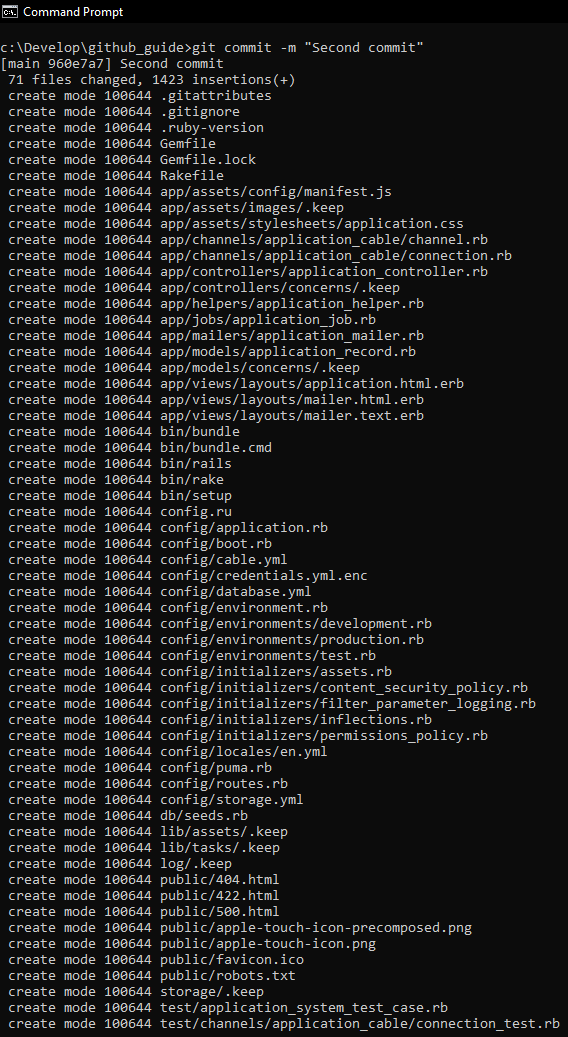 Command Prompt
c:\Develop\github_guide>git commit -m "Second commit"
[main 960e7a7] Second commit
 71 files changed, 1423 insertions(+)
 create mode 100644 .gitattributes
 create mode 100644 .gitignore
 create mode 100644 .ruby-version
 create mode 100644 Gemfile
 create mode 100644 Gemfile.lock
 create mode 100644 Rakefile
 create mode 100644 app/assets/config/manifest.js
 create mode 100644 app/assets/images/.keep
 create mode 100644 app/assets/stylesheets/application.css
 create mode 100644 app/channels/application_cable/channel.rb
 create mode 100644 app/channels/application_cable/connection.rb
 create mode 100644 app/controllers/application_controller.rb
 create mode 100644 app/controllers/concerns/.keep
 create mode 100644 app/helpers/application_helper.rb
 create mode 100644 app/jobs/application_job.rb
 create mode 100644 app/mailers/application_mailer.rb
 create mode 100644 app/models/application_record.rb
 create mode 100644 app/models/concerns/.keep
 create mode 100644 app/views/layouts/application.html.erb
 create mode 100644 app/views/layouts/mailer.html.erb
 create mode 100644 app/views/layouts/mailer.text.erb
 create mode 100644 bin/bundle
 create mode 100644 bin/bundle.cmd
 create mode 100644 bin/rails
 create mode 100644 bin/rake
 create mode 100644 bin/setup
 create mode 100644 config.ru
 create mode 100644 config/application.rb
 create mode 100644 config/boot.rb
 create mode 100644 config/cable.yml
 create mode 100644 config/credentials.yml.enc
 create mode 100644 config/database.yml
 create mode 100644 config/environment.rb
 create mode 100644 config/environments/development.rb
 create mode 100644 config/environments/production.rb
 create mode 100644 config/environments/test.rb
 create mode 100644 config/initializers/assets.rb
 create mode 100644 config/initializers/content_security_policy.rb
 create mode 100644 config/initializers/filter_parameter_logging.rb
 create mode 100644 config/initializers/inflections.rb
 create mode 100644 config/initializers/permissions_policy.rb
 create mode 100644 config/locales/en.yml
 create mode 100644 config/puma.rb
 create mode 100644 config/routes.rb
 create mode 100644 config/storage.yml
 create mode 100644 db/seeds.rb
 create mode 100644 lib/assets/.keep
 create mode 100644 lib/tasks/.keep
 create mode 100644 log/.keep
 create mode 100644 public/404.html
 create mode 100644 public/422.html
 create mode 100644 public/500.html
 create mode 100644 public/apple-touch-icon-precomposed.png
 create mode 100644 public/apple-touch-icon.png
 create mode 100644 public/favicon.ico
 create mode 100644 public/robots.txt
 create mode 100644 storage/.keep
 create mode 100644 test/application_system_test_case.rb
 create mode 100644 test/channels/application_cable/connection_test.rb